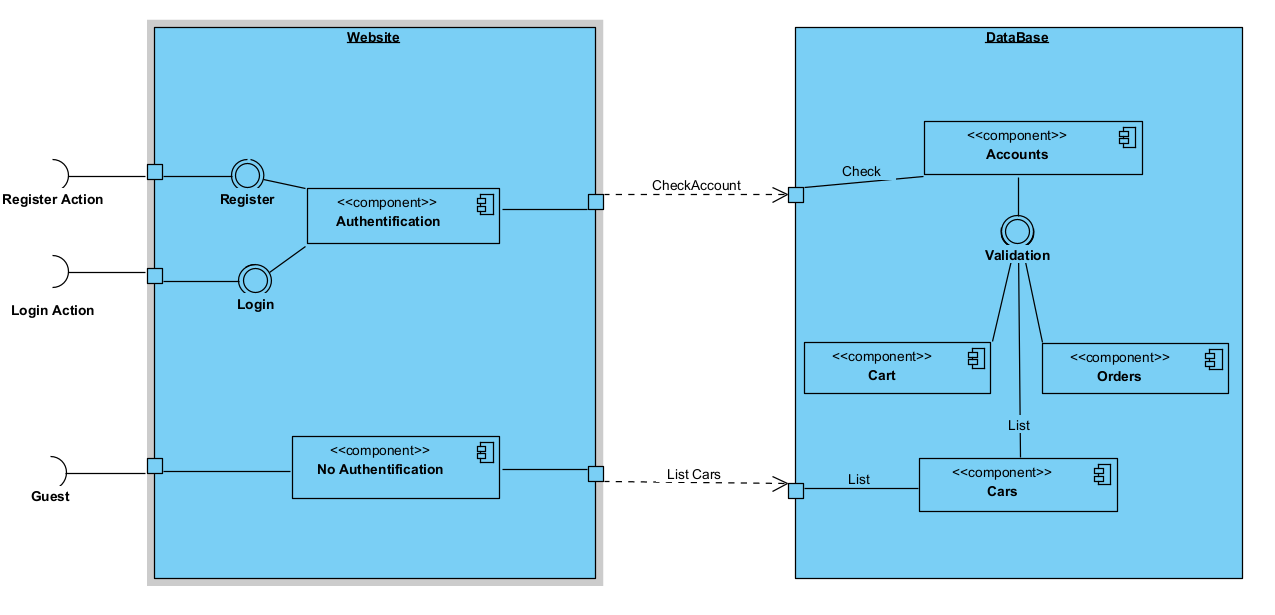 Website
DataBase
Register Action
Register
<<component>>
Authentification
Login Action
Login
Guest
<<component>>
No Authentification
CheckAccount
List Cars
<<component>>
Accounts
Check
Validation
<<component>>
Cart
<<component>>
Orders
List
List
<<component>>
Cars